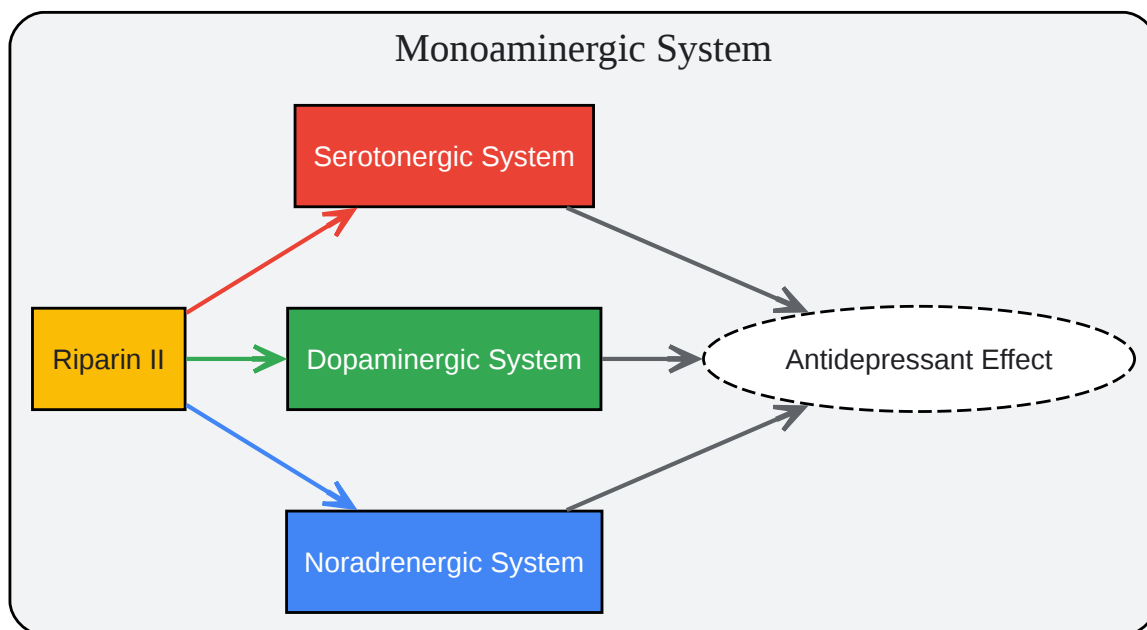 Monoaminergic System
Serotonergic System
Riparin II
Dopaminergic System
Antidepressant Effect
Noradrenergic System